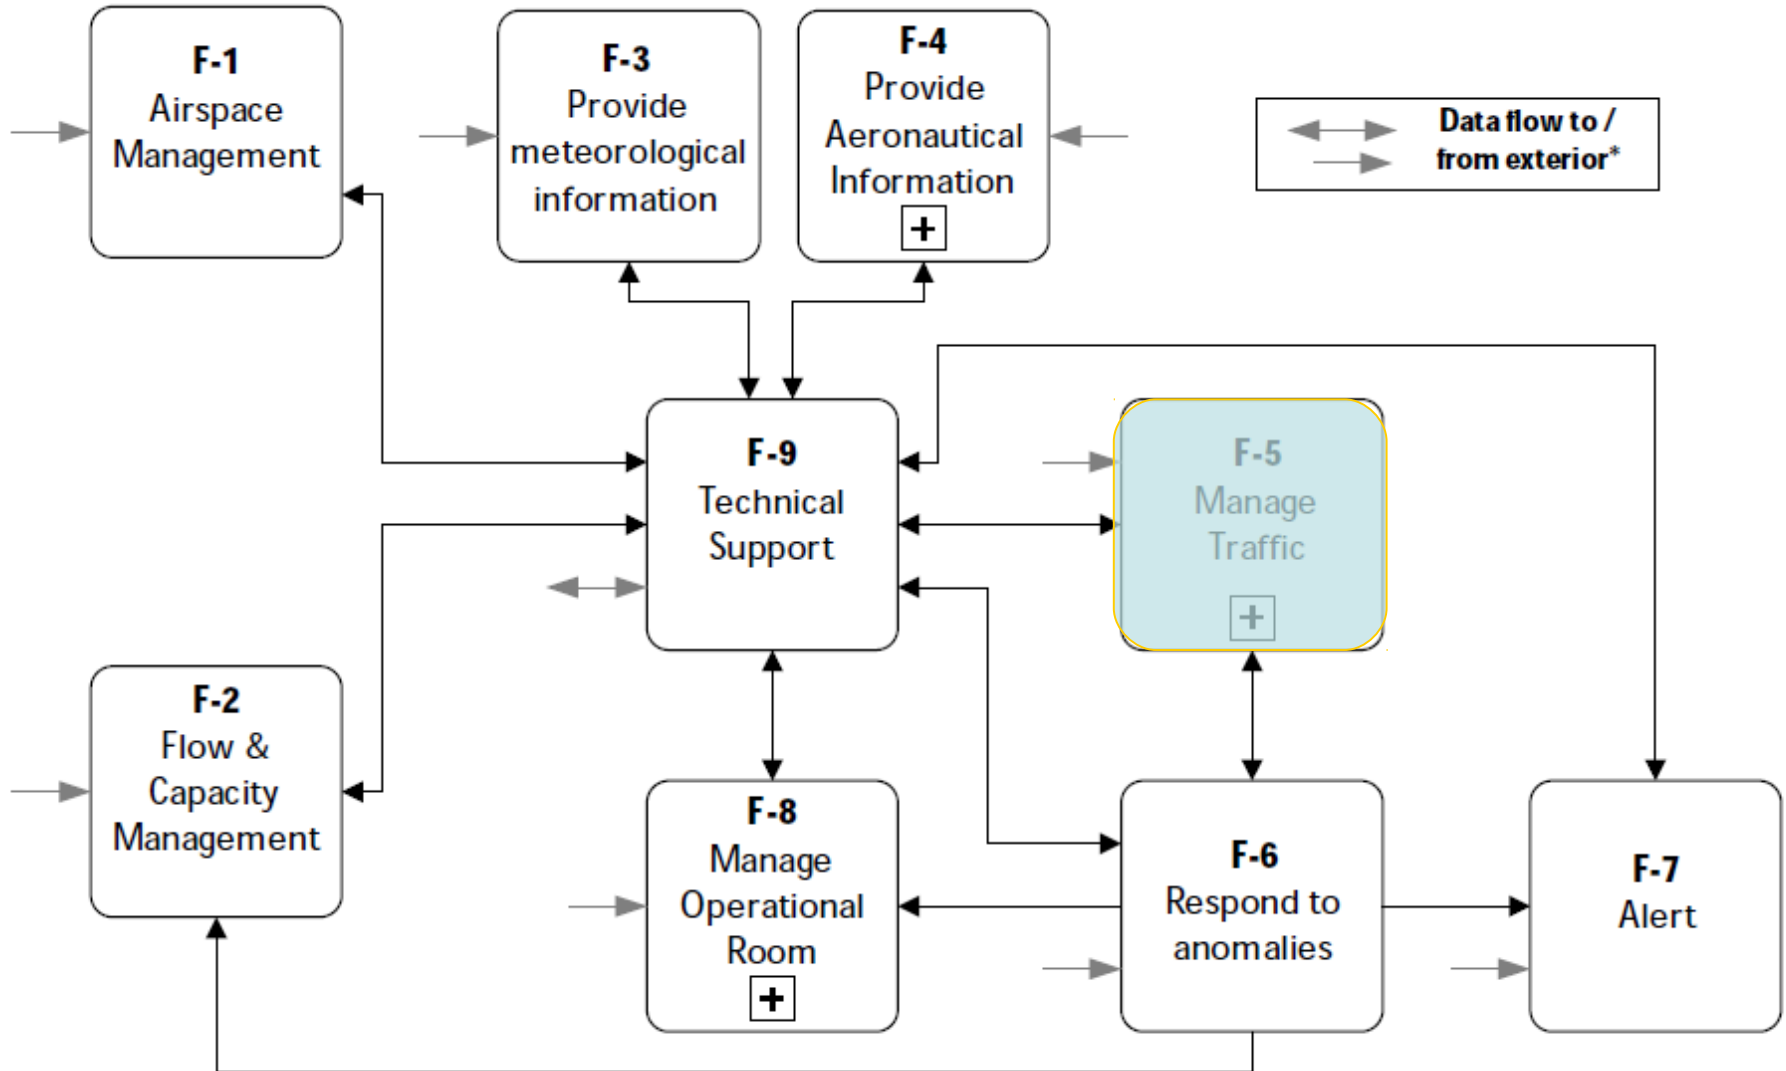 F-1
Airspace
Management
F-3
Provide
meteorological
information
F-4
Provide
Aeronautical
Information
+
Data flow to /
from exterior*
F-9
Technical
Support
F-5
Manage
Traffic
+
F-2
Flow &
Capacity
Management
F-8
Manage
Operational
Room
+
F-6
Respond to
anomalies
F-7
Alert